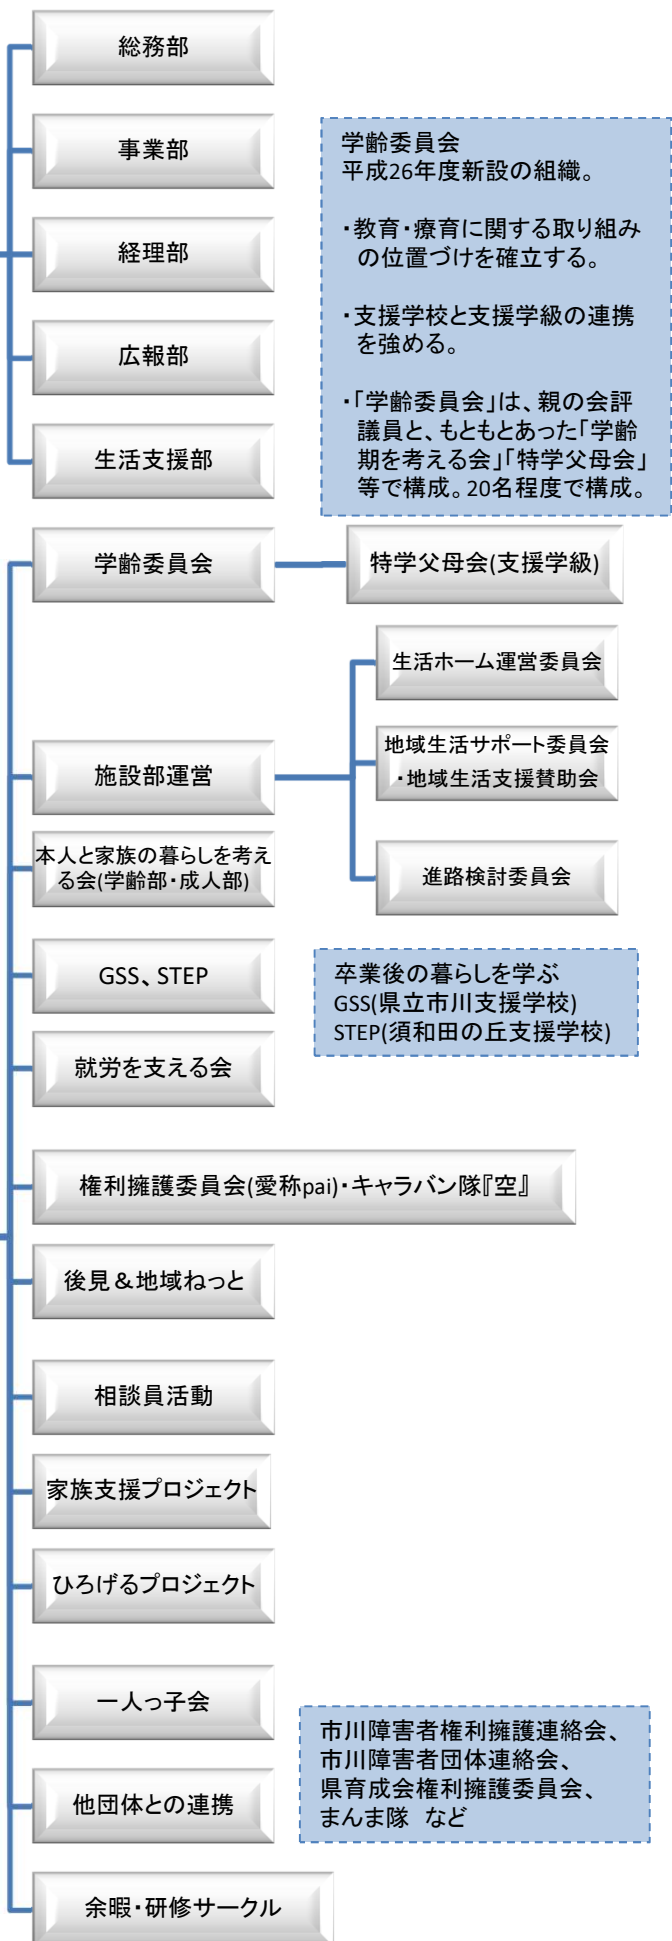 総務部
事業部
経理部
広報部
生活支援部
学齢委員会
平成26年度新設の組織。
・教育・療育に関する取り組み
の位置づけを確立する。
・支援学校と支援学級の連携
を強める。
・「学齢委員会」は、親の会評
議員と、もともとあった「学齢
期を考える会」「特学父母会」
等で構成。20名程度で構成。
学齢委員会
特学父母会(支援学級)
生活ホーム運営委員会
施設部運営
地域生活サポート委員会
・地域生活支援賛助会
進路検討委員会
本人と家族の暮らしを考え
る会(学齢部・成人部)
GSS、STEP
卒業後の暮らしを学ぶ
GSS(県立市川支援学校)
STEP(須和田の丘支援学校)
就労を支える会
権利擁護委員会(愛称pai)・キャラバン隊『空』
後見＆地域ねっと
相談員活動
家族支援プロジェクト
ひろげるプロジェクト
一人っ子会
他団体との連携
市川障害者権利擁護連絡会、
市川障害者団体連絡会、
県育成会権利擁護委員会、
まんま隊 など
余暇・研修サークル